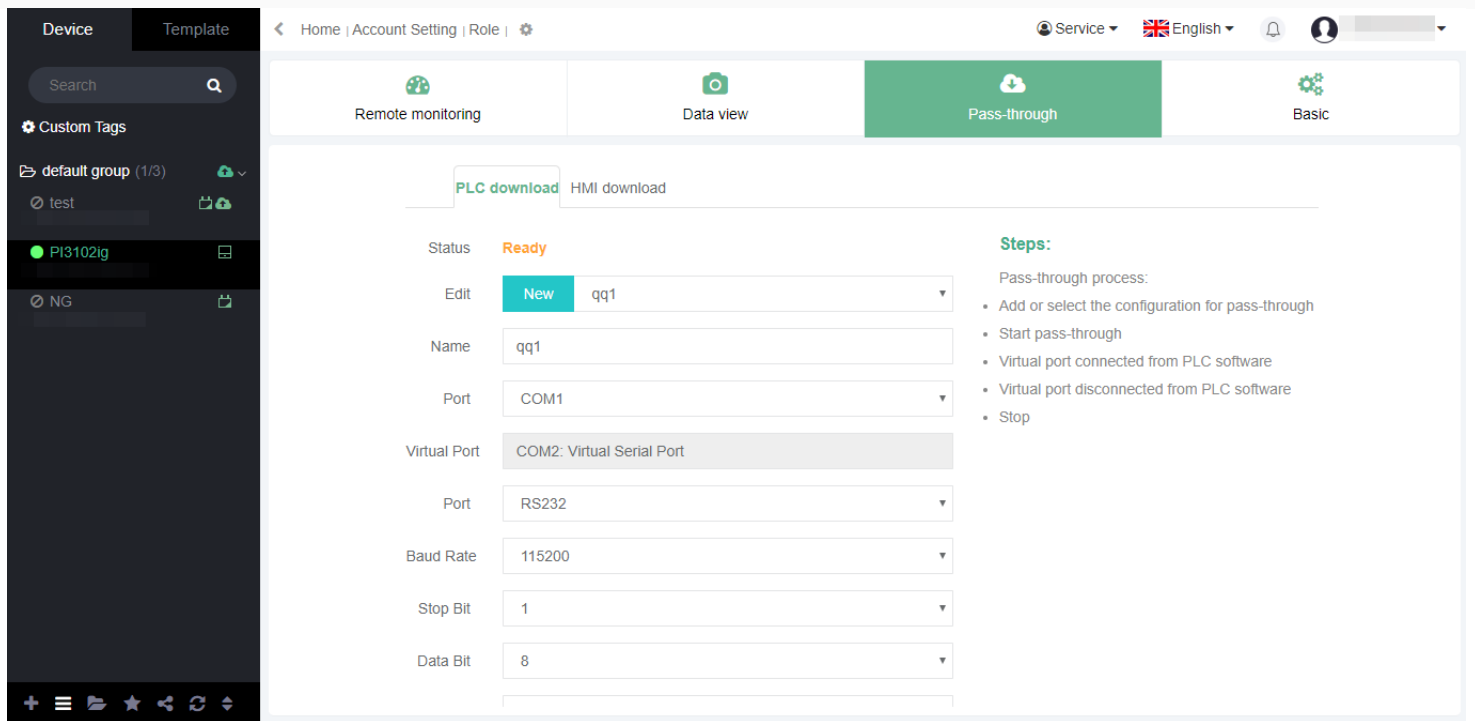 Device
Template
Home | Account Setting | Role |
Service
English
Search
Custom Tags
default group (1/3)
test
PI3102ig
NG
Remote monitoring
Data view
Pass-through
Basic
PLC download
HMI download
Status Ready
Edit New qq1
Name qq1
Port COM1
Virtual Port COM2: Virtual Serial Port
Port RS232
Baud Rate 115200
Stop Bit 1
Data Bit 8
Steps:
Pass-through process:
Add or select the configuration for pass-through
Start pass-through
Virtual port connected from PLC software
Virtual port disconnected from PLC software
Stop